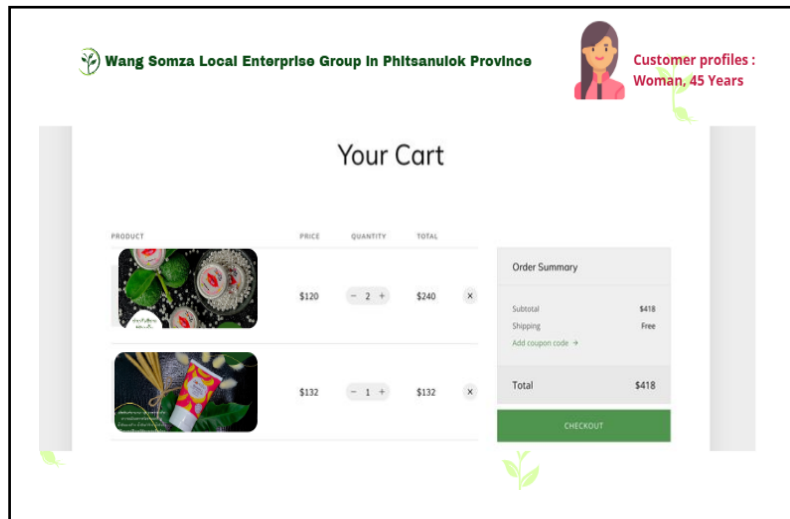 Wang Somza Local Enterprise Group in Phitsanulok Province
Customer profiles :
Woman, 45 Years
Your Cart
PRODUCT PRICE QUANTITY TOTAL
$120 − 2 + $240 ×
$132 − 1 + $132 ×
Order Summary
Subtotal $418
Shipping Free
Add coupon code →
Total $418
CHECKOUT